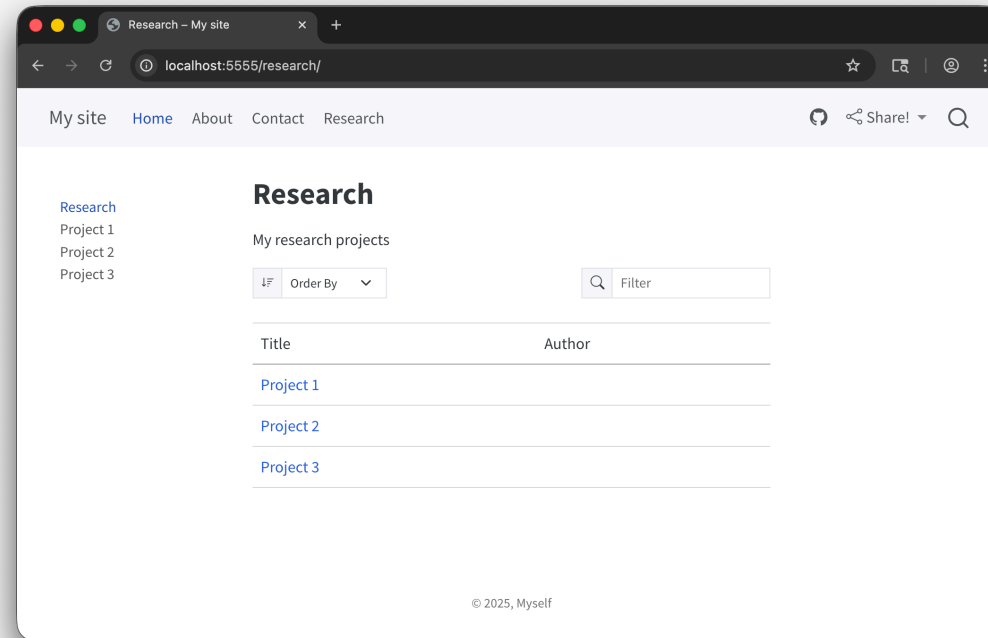 Research – My site
localhost:5555/research/
My site Home About Contact Research Share!
Research
Project 1
Project 2
Project 3
Research
My research projects
Order By Filter
Title Author
Project 1
Project 2
Project 3
© 2025, Myself